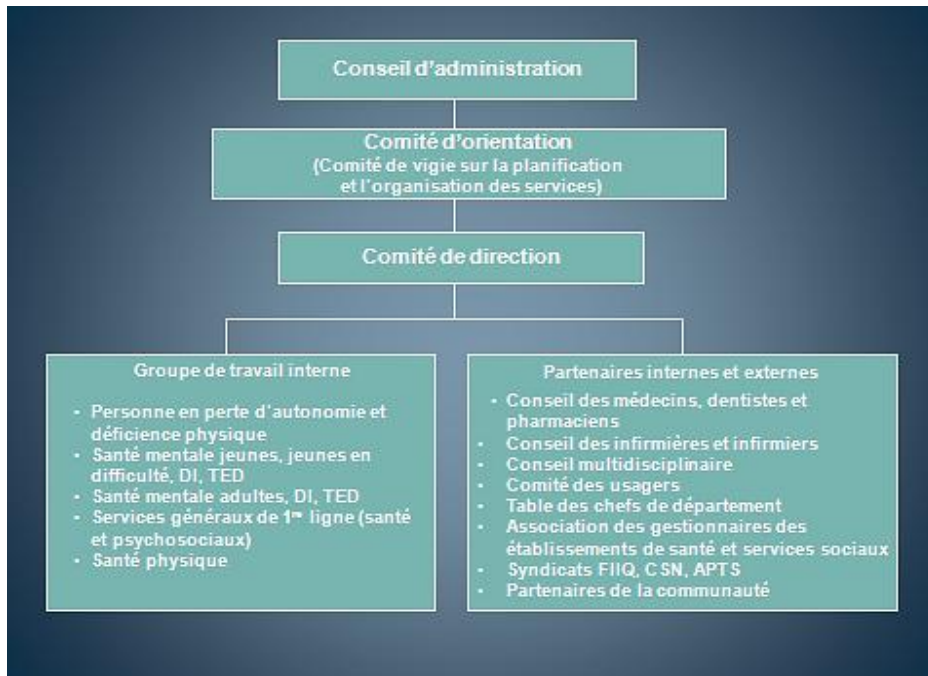 Conseil d'administration
Comité d'orientation
(Comité de vigie sur la planification
et l'organisation des services)
Comité de direction
Groupe de travail interne
• Personne en perte d'autonomie et
déficience physique
• Santé mentale jeunes, jeunes en
difficulté, DI, TED
• Santé mentale adultes, DI, TED
• Services généraux de 1re ligne (santé
et psychosociaux)
• Santé physique
Partenaires internes et externes
• Conseil des médecins, dentistes et
pharmaciens
• Conseil des infirmières et infirmiers
• Conseil multidisciplinaire
• Comité des usagers
• Table des chefs de département
• Association des gestionnaires des
établissements de santé et services sociaux
• Syndicats FIIQ, CSN, APTS
• Partenaires de la communauté